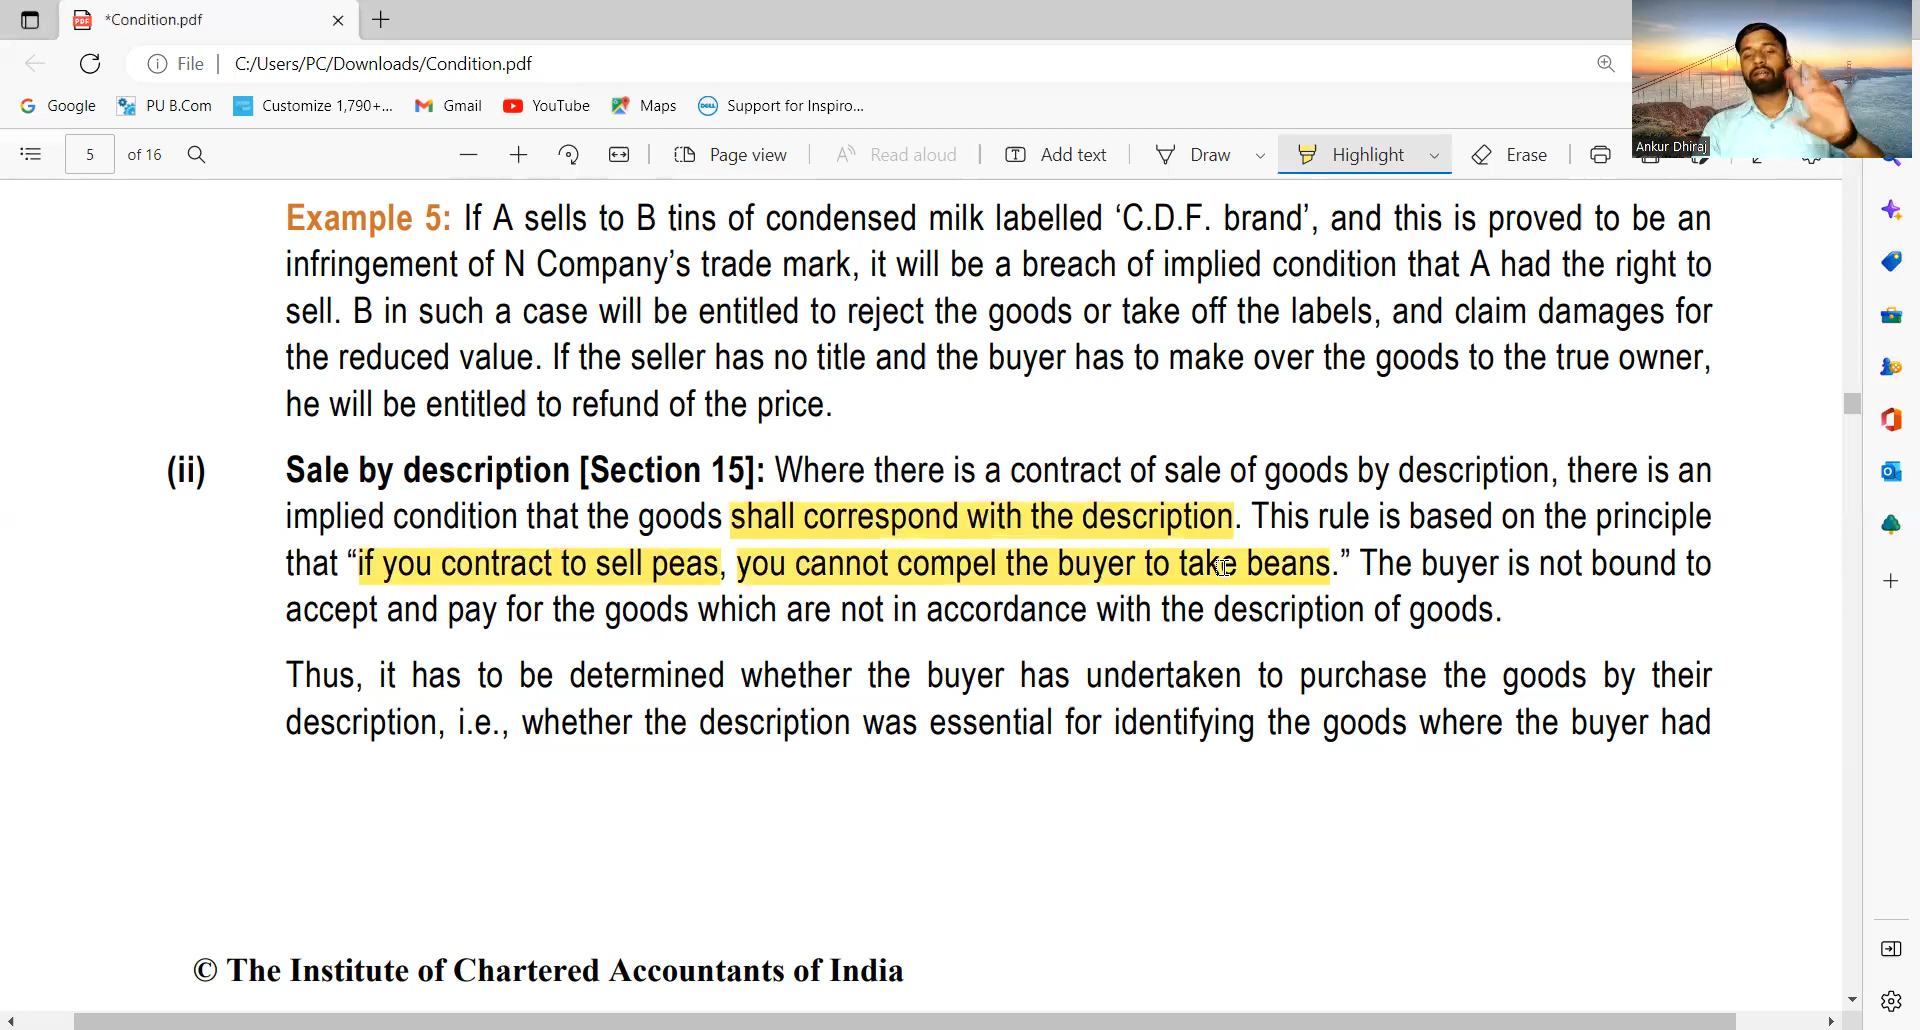 *Condition.pdf
File
C:/Users/PC/Downloads/Condition.pdf
Google
PU B.Com
Customize 1,790+...
Gmail
YouTube
Maps
Support for Inspiro...
5
of 16
Page view
Read aloud
Add text
Draw
Highlight
Erase
Ankur Dhiraj
Example 5: If A sells to B tins of condensed milk labelled ‘C.D.F. brand’, and this is proved to be an
infringement of N Company’s trade mark, it will be a breach of implied condition that A had the right to
sell. B in such a case will be entitled to reject the goods or take off the labels, and claim damages for
the reduced value. If the seller has no title and the buyer has to make over the goods to the true owner,
he will be entitled to refund of the price.
(ii) Sale by description [Section 15]: Where there is a contract of sale of goods by description, there is an
implied condition that the goods shall correspond with the description. This rule is based on the principle
that “if you contract to sell peas, you cannot compel the buyer to take beans.” The buyer is not bound to
accept and pay for the goods which are not in accordance with the description of goods.
Thus, it has to be determined whether the buyer has undertaken to purchase the goods by their
description, i.e., whether the description was essential for identifying the goods where the buyer had
© The Institute of Chartered Accountants of India